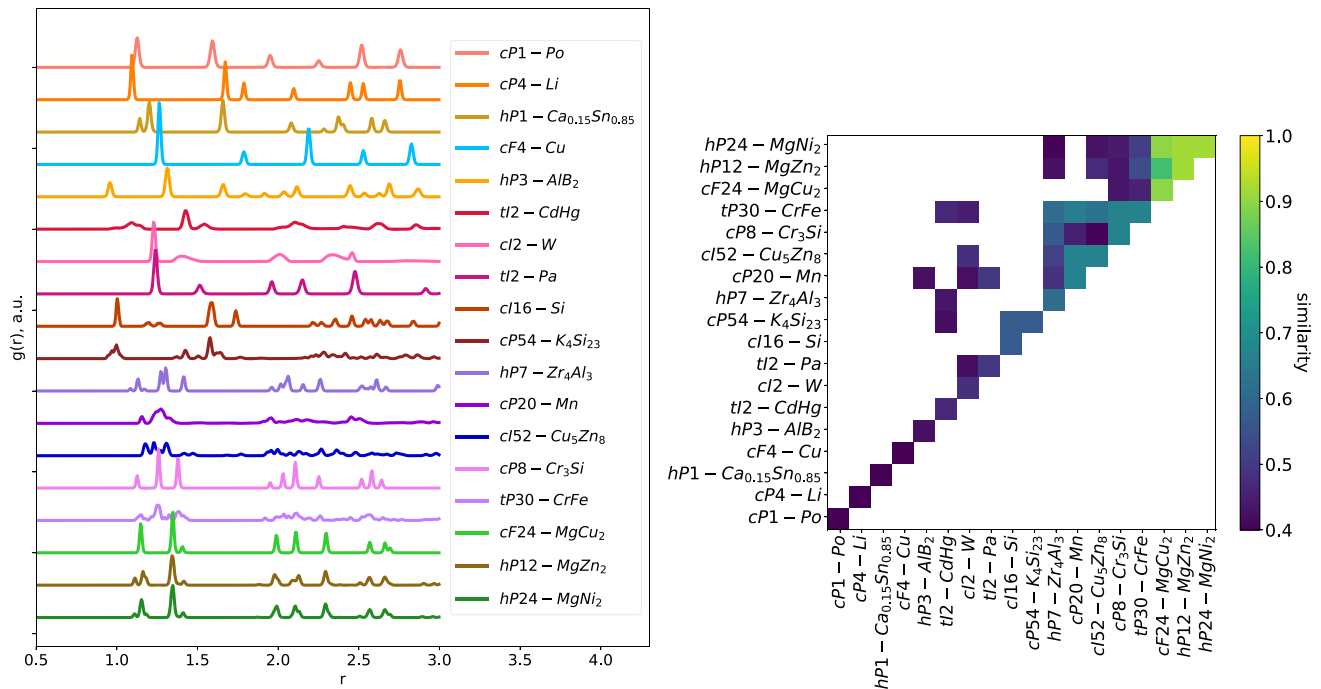 g(r), a.u.
cP1 − Po
cP4 − Li
hP1 − Ca0.15Sn0.85
cF4 − Cu
hP3 − AlB2
tI2 − CdHg
cI2 − W
tI2 − Pa
cI16 − Si
cP54 − K4Si23
hP7 − Zr4Al3
cP20 − Mn
cI52 − Cu5Zn8
cP8 − Cr3Si
tP30 − CrFe
cF24 − MgCu2
hP12 − MgZn2
hP24 − MgNi2
0.5 1.0 1.5 2.0 2.5 3.0 3.5 4.0
r
hP24 − MgNi2
hP12 − MgZn2
cF24 − MgCu2
tP30 − CrFe
cP8 − Cr3Si
cI52 − Cu5Zn8
cP20 − Mn
hP7 − Zr4Al3
cP54 − K4Si23
cI16 − Si
tI2 − Pa
cI2 − W
tI2 − CdHg
hP3 − AlB2
cF4 − Cu
hP1 − Ca0.15Sn0.85
cP4 − Li
cP1 − Po
cP1 − Po
cP4 − Li
hP1 − Ca0.15Sn0.85
cF4 − Cu
hP3 − AlB2
tI2 − CdHg
cI2 − W
tI2 − Pa
cI16 − Si
cP54 − K4Si23
hP7 − Zr4Al3
cP20 − Mn
cI52 − Cu5Zn8
cP8 − Cr3Si
tP30 − CrFe
cF24 − MgCu2
hP12 − MgZn2
hP24 − MgNi2
1.0
0.9
0.8
0.7
0.6
0.5
0.4
similarity